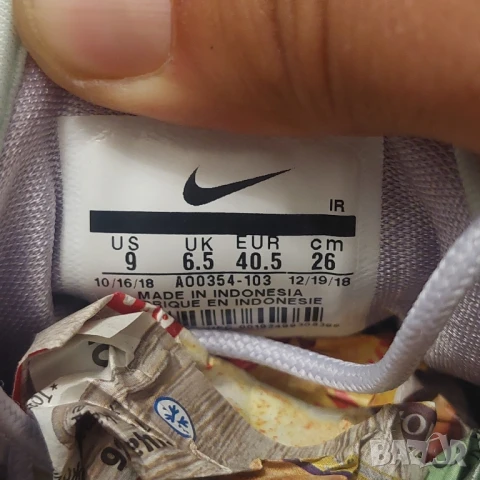 IR
US UK EUR cm
9 6.5 40.5 26
10/16/18 AO0354-103 12/19/18
MADE IN INDONESIA
FABRIQUE EN INDONESIE
BAZAR